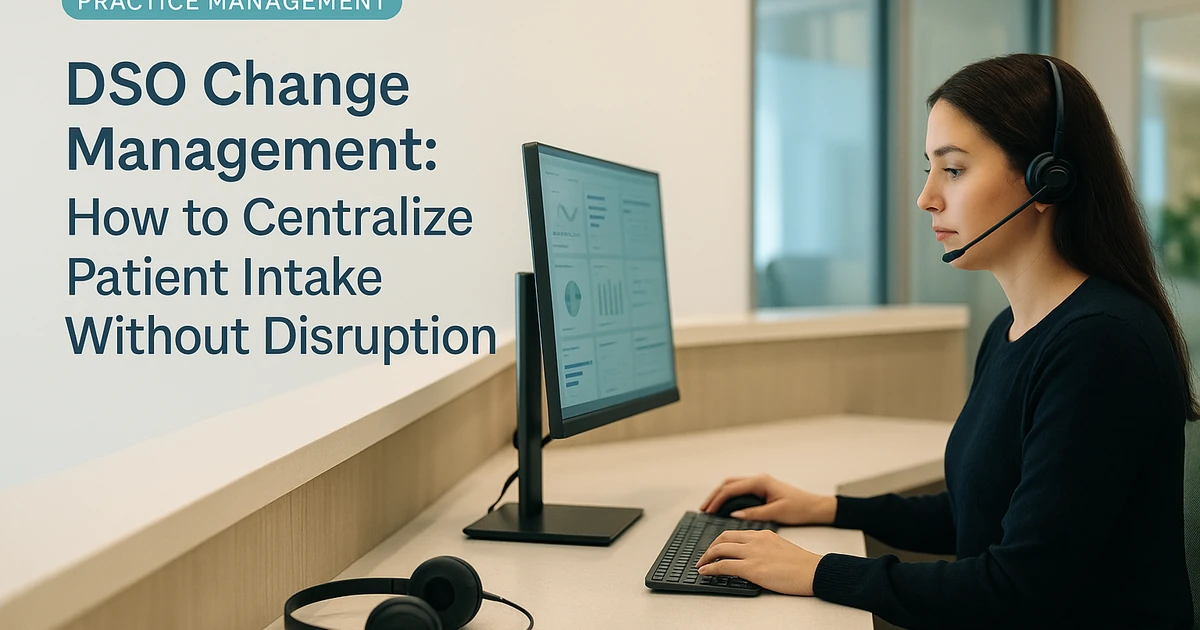 PRACTICE MANAGEMENT
DSO Change
Management:
How to Centralize
Patient Intake
Without Disruption